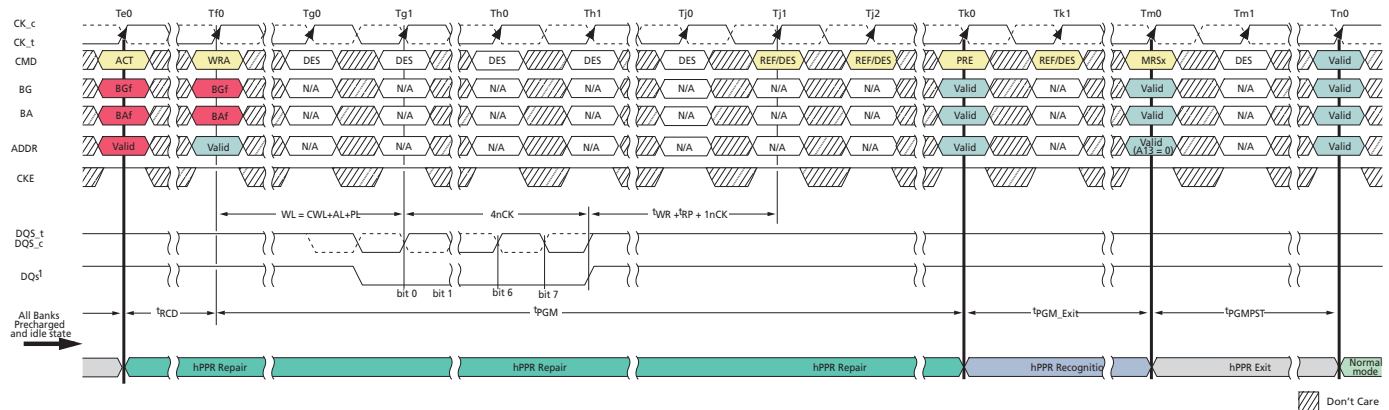 Te0 Tf0 Tg0 Tg1 Th0 Th1 Tj0 Tj1 Tj2 Tk0 Tk1 Tm0 Tm1 Tn0
CK_c
CK_t
CMD ACT WRA DES DES DES DES DES REF/DES REF/DES PRE REF/DES MRSx DES Valid
BG BGf BGf N/A N/A N/A N/A N/A N/A N/A Valid N/A Valid N/A Valid
BA BAf BAf N/A N/A N/A N/A N/A N/A N/A Valid N/A Valid N/A Valid
ADDR Valid Valid N/A N/A N/A N/A N/A N/A N/A Valid N/A Valid (A13 = 0) N/A Valid
CKE
WL = CWL+AL+PL 4nCK tWR +tRP + 1nCK
DQS_t
DQS_c
DQs1
bit 0 bit 1 bit 6 bit 7
All Banks
Precharged
and idle state
tRCD tPGM tPGM_Exit tPGMPST
hPPR Repair hPPR Repair hPPR Repair hPPR Recognitio hPPR Exit Normal
mode
Don't Care